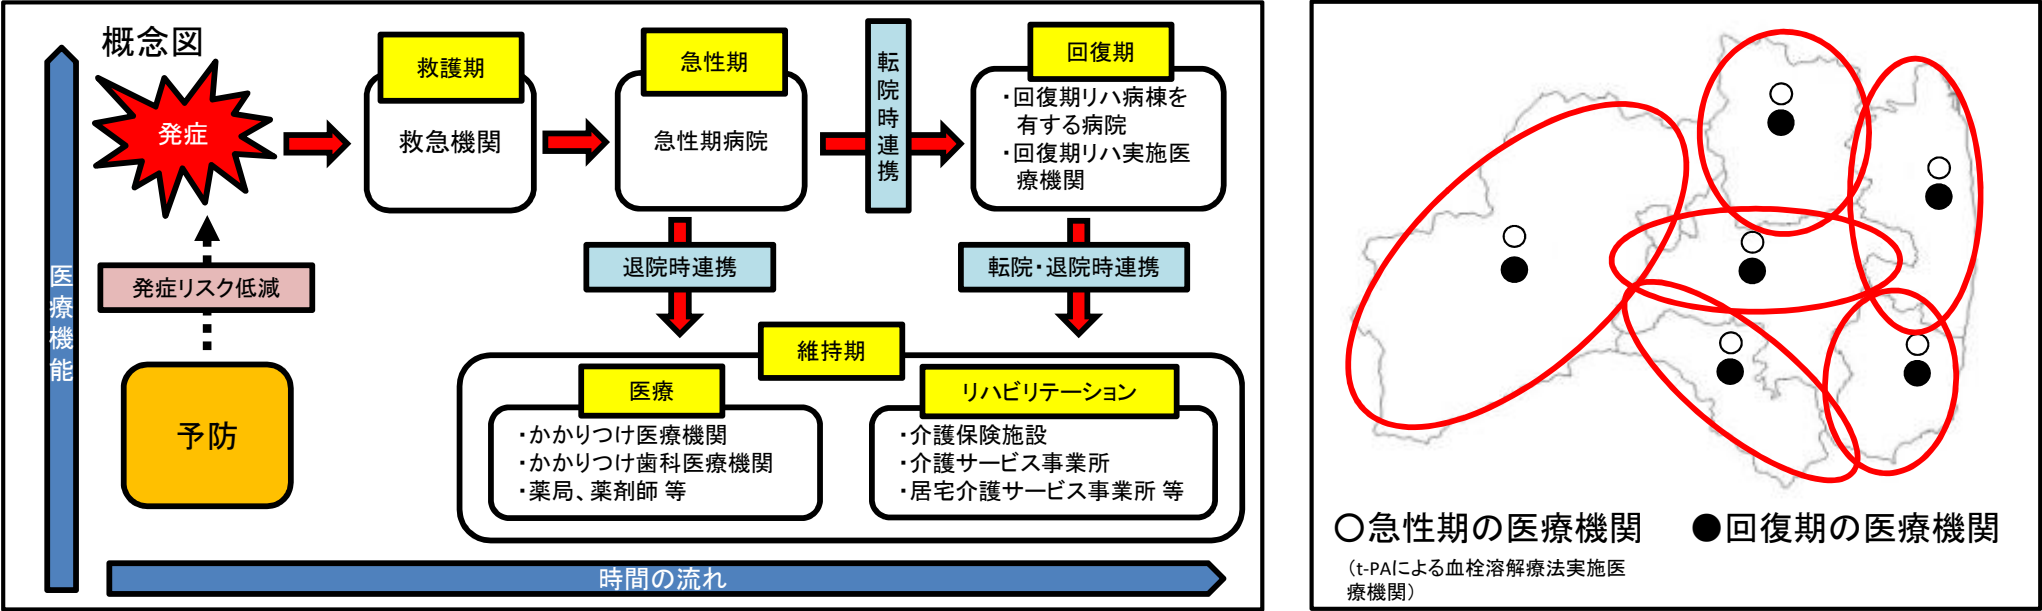 概念図
医療機能
発症
発症リスク低減
予防
救護期
救急機関
急性期
急性期病院
転院時連携
回復期
・回復期リハ病棟を
有する病院
・回復期リハ実施医
療機関
退院時連携
転院・退院時連携
維持期
医療
・かかりつけ医療機関
・かかりつけ歯科医療機関
・薬局、薬剤師 等
リハビリテーション
・介護保険施設
・介護サービス事業所
・居宅介護サービス事業所 等
時間の流れ
○急性期の医療機関
(t-PAによる血栓溶解療法実施医
療機関)
●回復期の医療機関